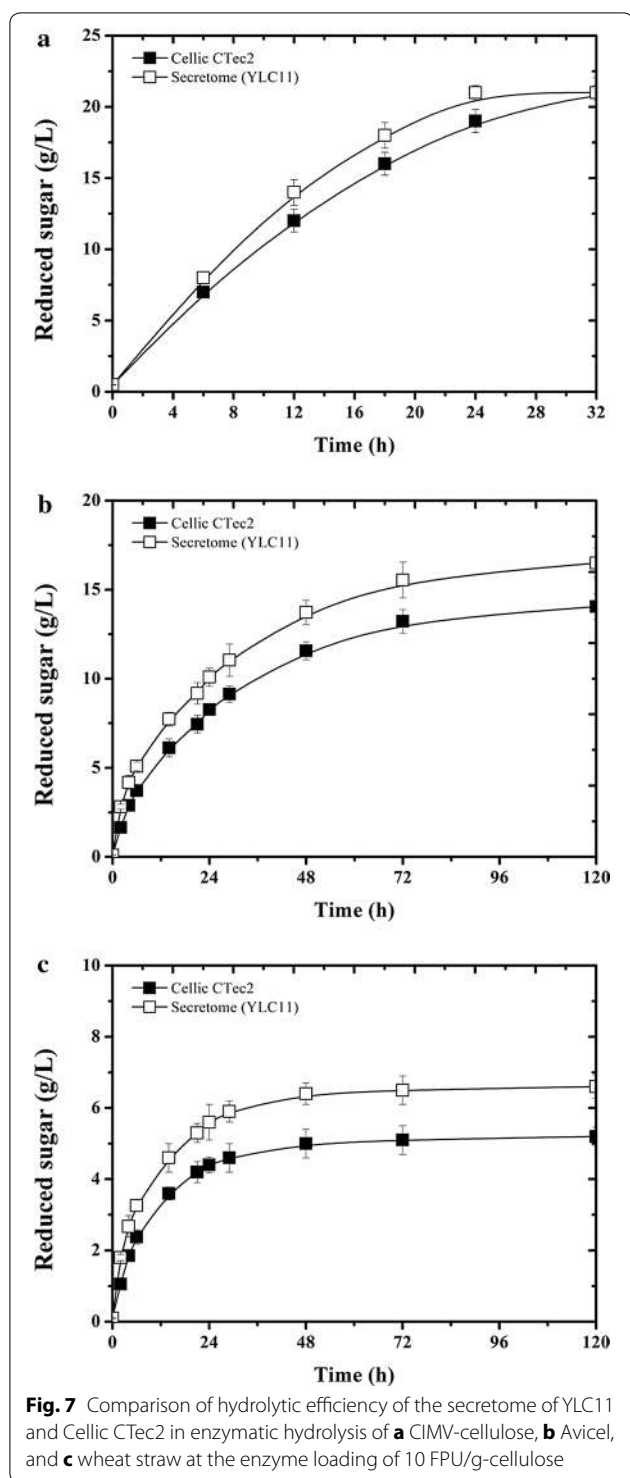 a
Cellic CTec2
Secretome (YLC11)
Reduced sugar (g/L)
25
20
15
10
5
0
0 4 8 12 16 20 24 28 32
Time (h)
b
Cellic CTec2
Secretome (YLC11)
Reduced sugar (g/L)
20
15
10
5
0
0 24 48 72 96 120
Time (h)
c
Cellic CTec2
Secretome (YLC11)
Reduced sugar (g/L)
10
8
6
4
2
0
0 24 48 72 96 120
Time (h)
Fig. 7 Comparison of hydrolytic efficiency of the secretome of YLC11
and Cellic CTec2 in enzymatic hydrolysis of a CIMV-cellulose, b Avicel,
and c wheat straw at the enzyme loading of 10 FPU/g-cellulose